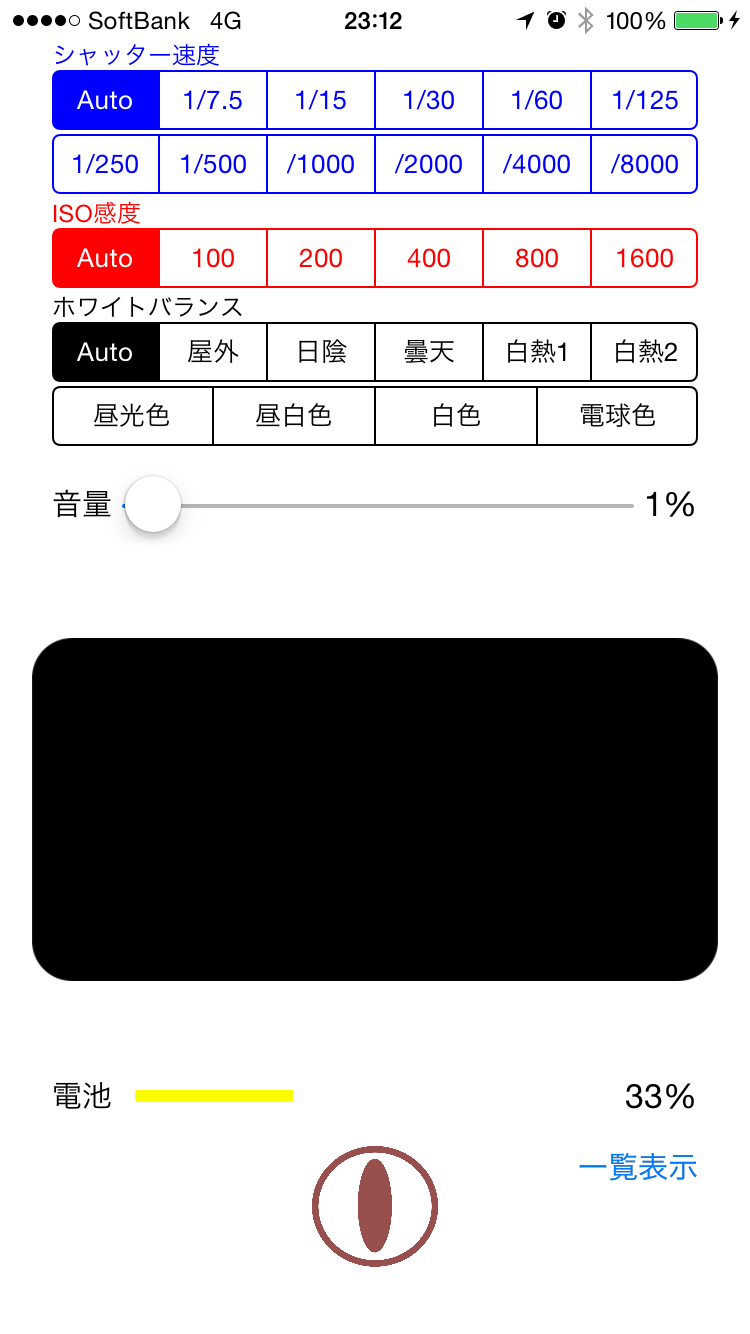 SoftBank 4G 23:12 100%
シャッター速度
Auto 1/7.5 1/15 1/30 1/60 1/125
1/250 1/500 /1000 /2000 /4000 /8000
ISO感度
Auto 100 200 400 800 1600
ホワイトバランス
Auto 屋外 日陰 曇天 白熱1 白熱2
昼光色 昼白色 白色 電球色
音量 1%
電池 33%
一覧表示